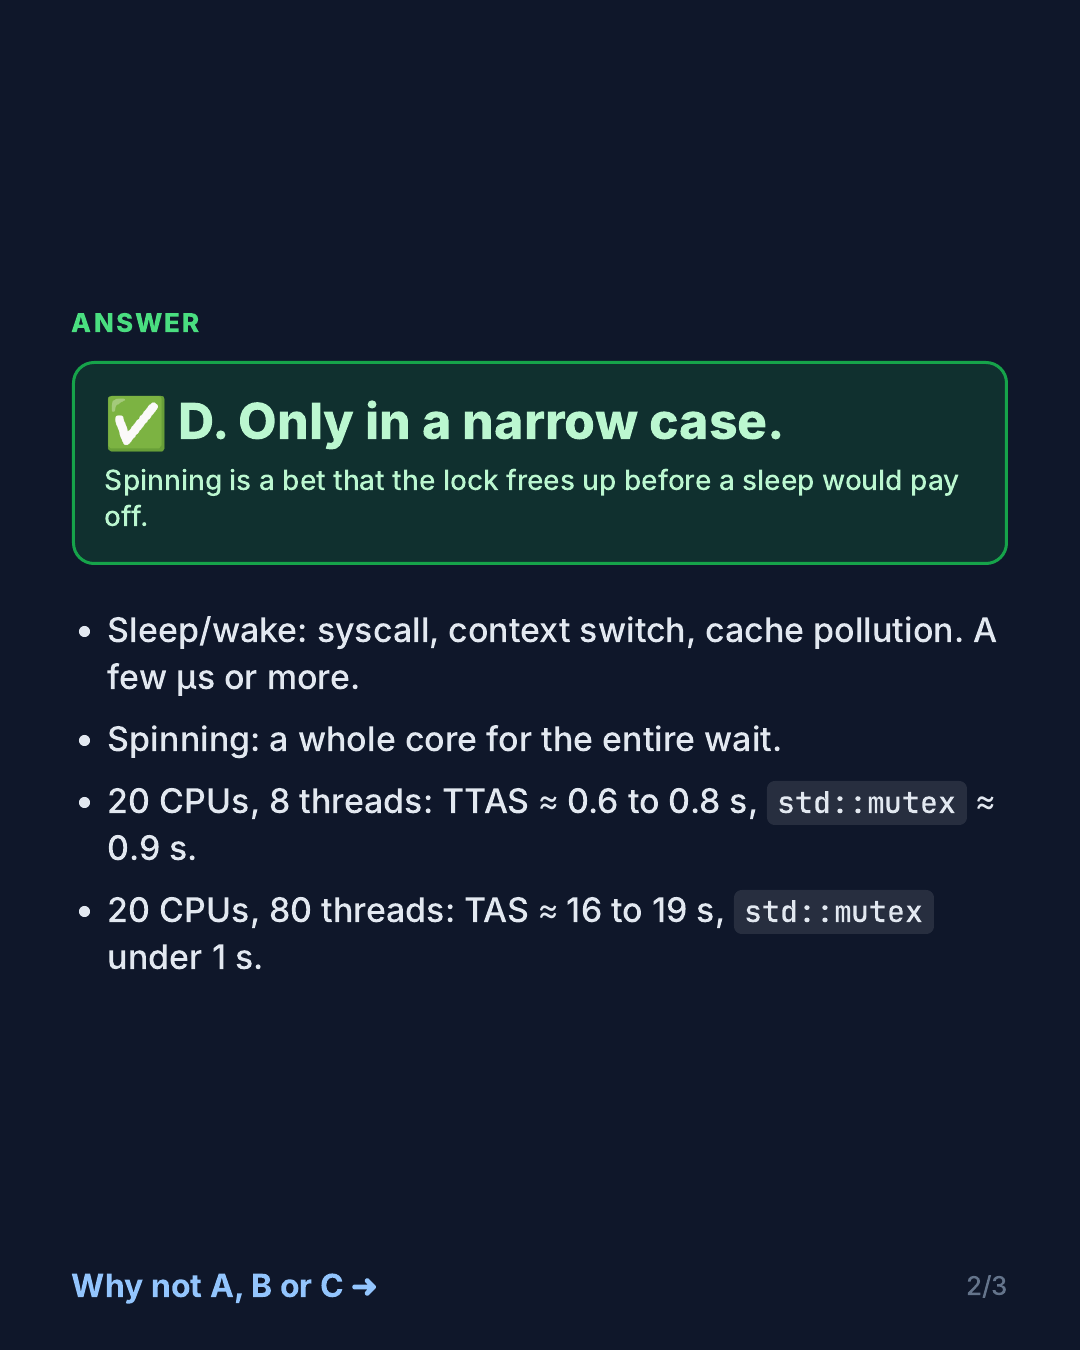 ANSWER
✅ D. Only in a narrow case.
Spinning is a bet that the lock frees up before a sleep would pay
off.
• Sleep/wake: syscall, context switch, cache pollution. A
few µs or more.
• Spinning: a whole core for the entire wait.
• 20 CPUs, 8 threads: TTAS ≈ 0.6 to 0.8 s, std::mutex ≈
0.9 s.
• 20 CPUs, 80 threads: TAS ≈ 16 to 19 s, std::mutex
under 1 s.
Why not A, B or C ➜
2/3